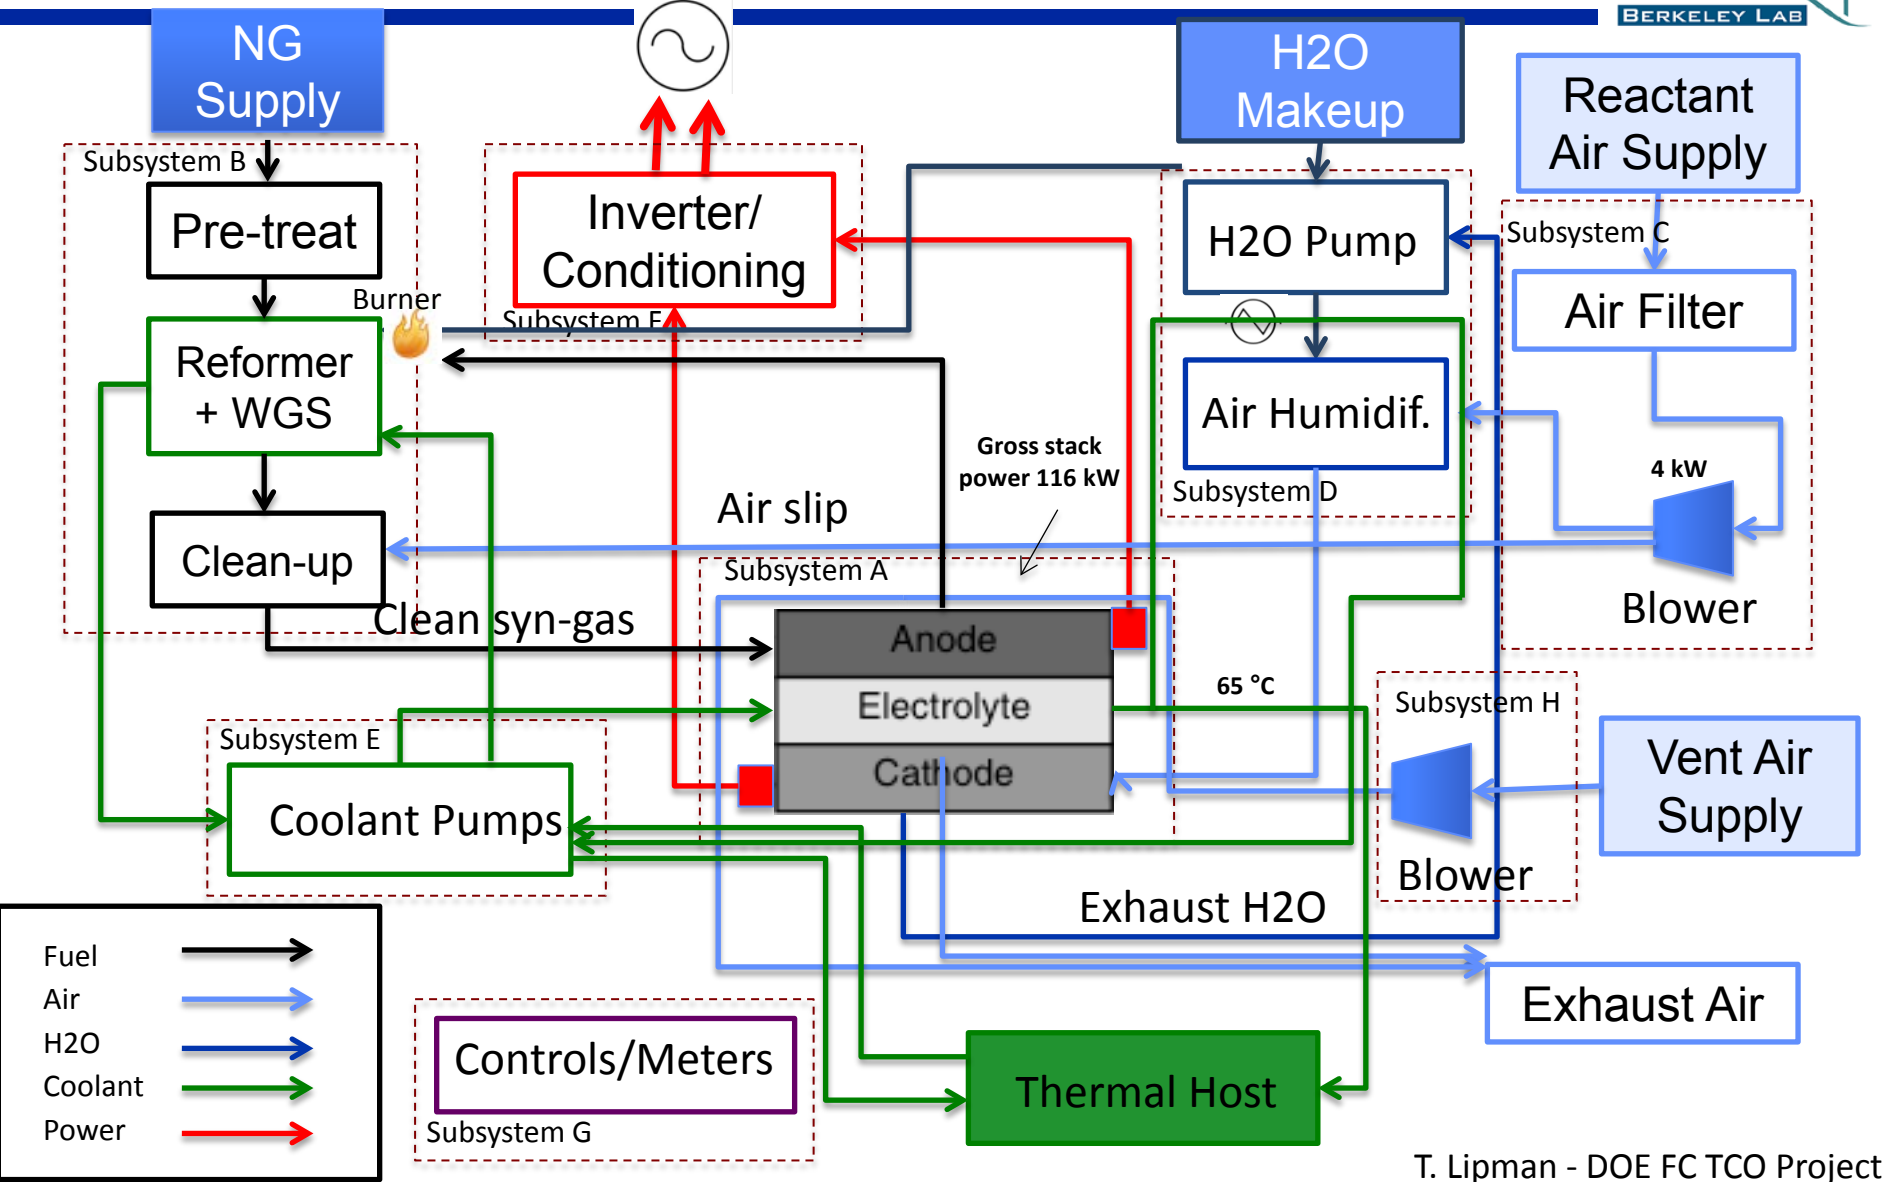 BERKELEY LAB
NG
Supply
H2O
Makeup
Reactant
Air Supply
Subsystem B
Pre-treat
Inverter/
Conditioning
Subsystem F
H2O Pump
Subsystem C
Air Filter
Burner
Reformer
+ WGS
Air Humidif.
Subsystem D
Gross stack
power 116 kW
4 kW
Air slip
Clean-up
Subsystem A
Blower
Clean syn-gas
Anode
Electrolyte
Cathode
65 °C
Subsystem H
Subsystem E
Coolant Pumps
Vent Air
Supply
Blower
Exhaust H2O
Fuel
Air
H2O
Coolant
Power
Exhaust Air
Controls/Meters
Subsystem G
Thermal Host
T. Lipman - DOE FC TCO Project